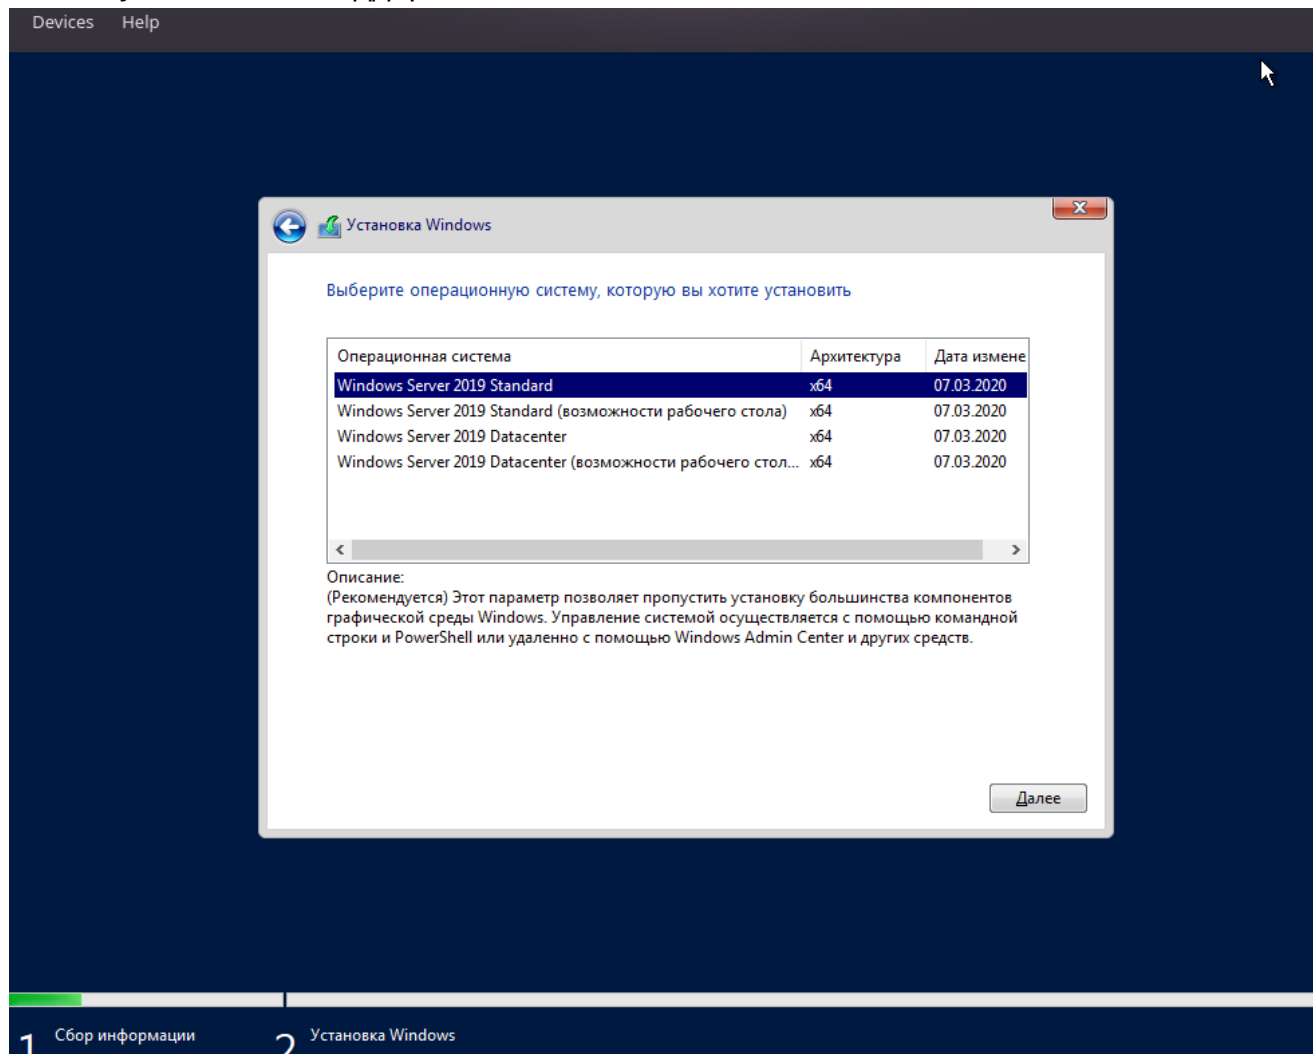 Devices Help
Установка Windows
Выберите операционную систему, которую вы хотите установить
Операционная система Архитектура Дата измене
Windows Server 2019 Standard x64 07.03.2020
Windows Server 2019 Standard (возможности рабочего стола) x64 07.03.2020
Windows Server 2019 Datacenter x64 07.03.2020
Windows Server 2019 Datacenter (возможности рабочего стол... x64 07.03.2020
Описание:
(Рекомендуется) Этот параметр позволяет пропустить установку большинства компонентов
графической среды Windows. Управление системой осуществляется с помощью командной
строки и PowerShell или удаленно с помощью Windows Admin Center и других средств.
Далее
1 Сбор информации 2 Установка Windows